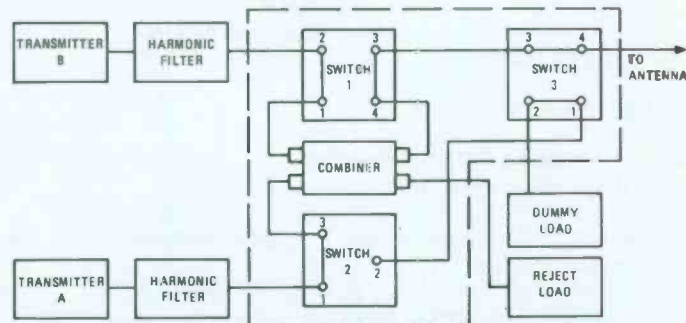 TRANSMITTER
B
HARMONIC
FILTER
2
3
SWITCH
1
1
4
3
4
SWITCH
3
2
1
TO
ANTENNA
COMBINER
DUMMY
LOAD
3
SWITCH
2
2
1
REJECT
LOAD
TRANSMITTER
A
HARMONIC
FILTER